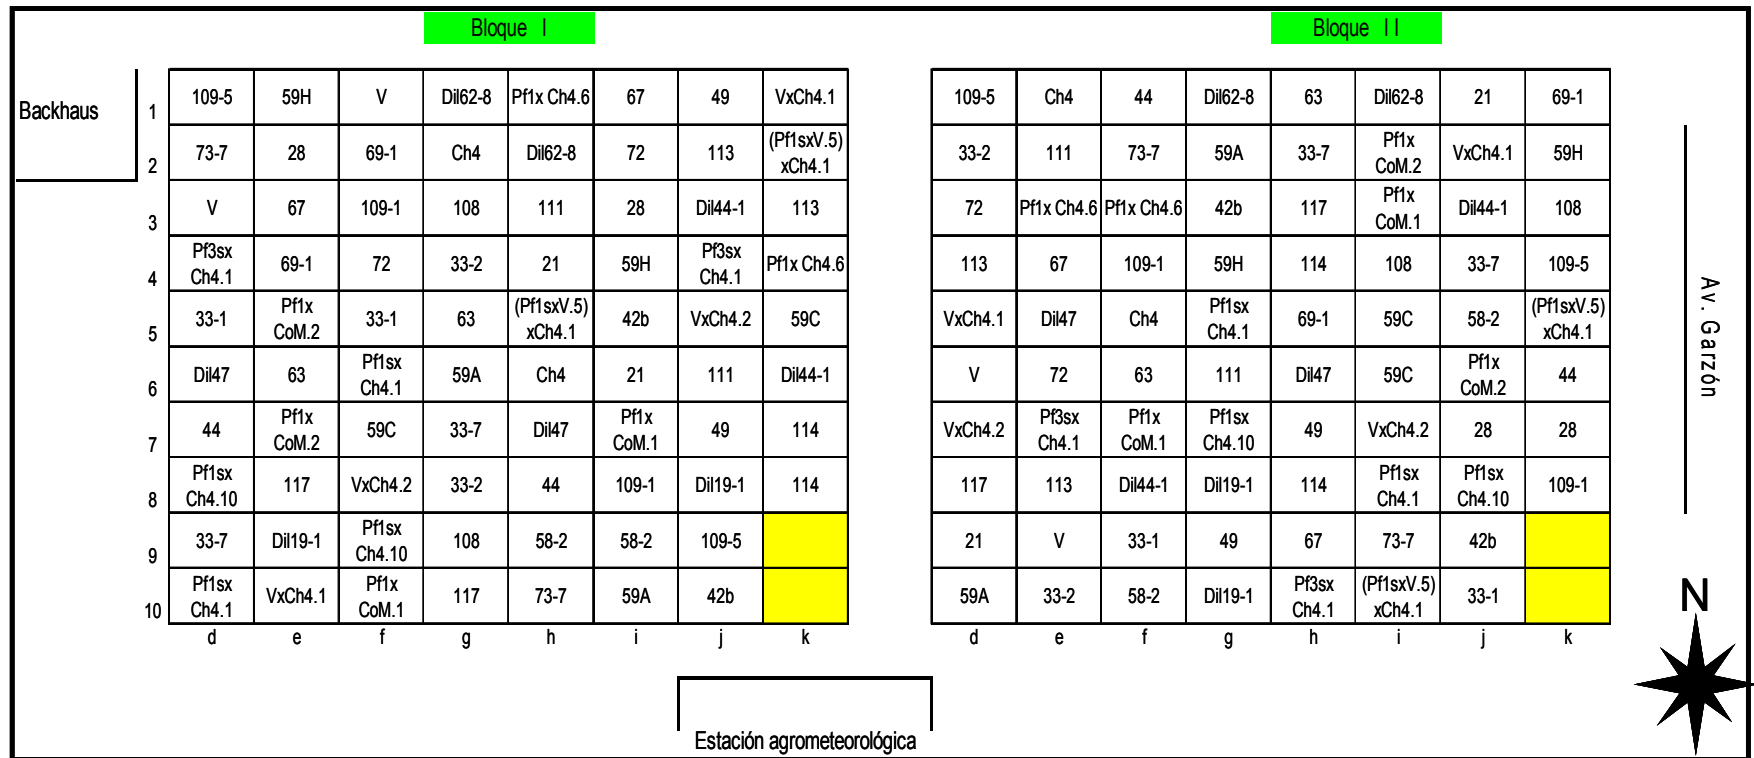 Bloque I Bloque II
Backhaus
1 109-5 59H V Dil62-8 Pf1x Ch4.6 67 49 VxCh4.1 109-5 Ch4 44 Dil62-8 63 Dil62-8 21 69-1
2 73-7 28 69-1 Ch4 Dil62-8 72 113 (Pf1sxV.5) xCh4.1 33-2 111 73-7 59A 33-7 Pf1x CoM.2 VxCh4.1 59H
3 V 67 109-1 108 111 28 Dil44-1 113 72 Pf1x Ch4.6 Pf1x Ch4.6 42b 117 Pf1x CoM.1 Dil44-1 108
4 Pf3sx Ch4.1 69-1 72 33-2 21 59H Pf3sx Ch4.1 Pf1x Ch4.6 113 67 109-1 59H 114 108 33-7 109-5
5 33-1 Pf1x CoM.2 33-1 63 (Pf1sxV.5) xCh4.1 42b VxCh4.2 59C VxCh4.1 Dil47 Ch4 Pf1sx Ch4.1 69-1 59C 58-2 (Pf1sxV.5) xCh4.1
6 Dil47 63 Pf1sx Ch4.1 59A Ch4 21 111 Dil44-1 V 72 63 111 Dil47 59C Pf1x CoM.2 44
7 44 Pf1x CoM.2 59C 33-7 Dil47 Pf1x CoM.1 49 114 VxCh4.2 Pf3sx Ch4.1 Pf1x CoM.1 Pf1sx Ch4.10 49 VxCh4.2 28 28
8 Pf1sx Ch4.10 117 VxCh4.2 33-2 44 109-1 Dil19-1 114 117 113 Dil44-1 Dil19-1 114 Pf1sx Ch4.1 Pf1sx Ch4.10 109-1
9 33-7 Dil19-1 Pf1sx Ch4.10 108 58-2 58-2 109-5 21 V 33-1 49 67 73-7 42b
10 Pf1sx Ch4.1 VxCh4.1 Pf1x CoM.1 117 73-7 59A 42b 59A 33-2 58-2 Dil19-1 Pf3sx Ch4.1 (Pf1sxV.5) xCh4.1 33-1
d e f g h i j k d e f g h i j k
Av. Garzón
N
Estación agrometeorológica